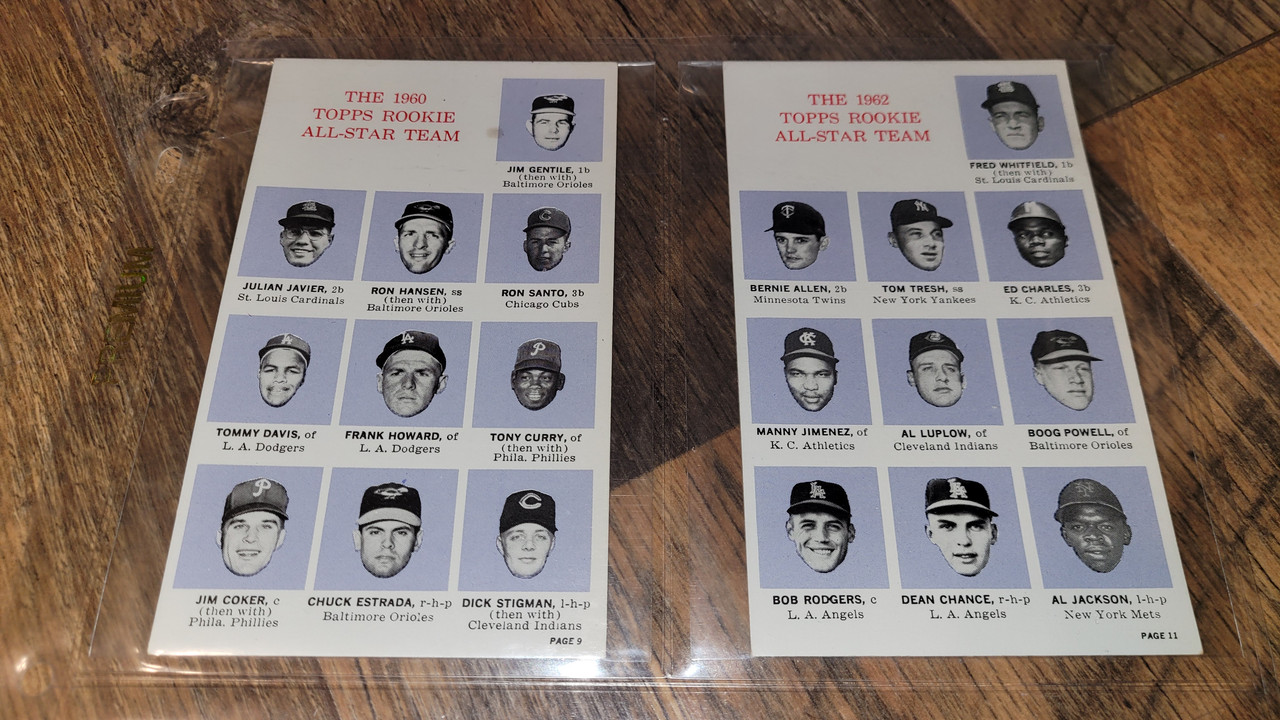 THE 1960
TOPPS ROOKIE
ALL-STAR TEAM
JIM GENTILE, 1b
(then with)
Baltimore Orioles
JULIAN JAVIER, 2b
St. Louis Cardinals
RON HANSEN, ss
(then with)
Baltimore Orioles
RON SANTO, 3b
Chicago Cubs
TOMMY DAVIS, of
L. A. Dodgers
FRANK HOWARD, of
L. A. Dodgers
TONY CURRY, of
(then with)
Phila. Phillies
JIM COKER, c
(then with)
Phila. Phillies
CHUCK ESTRADA, r-h-p
Baltimore Orioles
DICK STIGMAN, l-h-p
(then with)
Cleveland Indians
PAGE 9
THE 1962
TOPPS ROOKIE
ALL-STAR TEAM
FRED WHITFIELD, 1b
(then with)
St. Louis Cardinals
BERNIE ALLEN, 2b
Minnesota Twins
TOM TRESH, ss
New York Yankees
ED CHARLES, 3b
K. C. Athletics
MANNY JIMENEZ, of
K. C. Athletics
AL LUPLOW, of
Cleveland Indians
BOOG POWELL, of
Baltimore Orioles
BOB RODGERS, c
L. A. Angels
DEAN CHANCE, r-h-p
L. A. Angels
AL JACKSON, l-h-p
New York Mets
PAGE 11